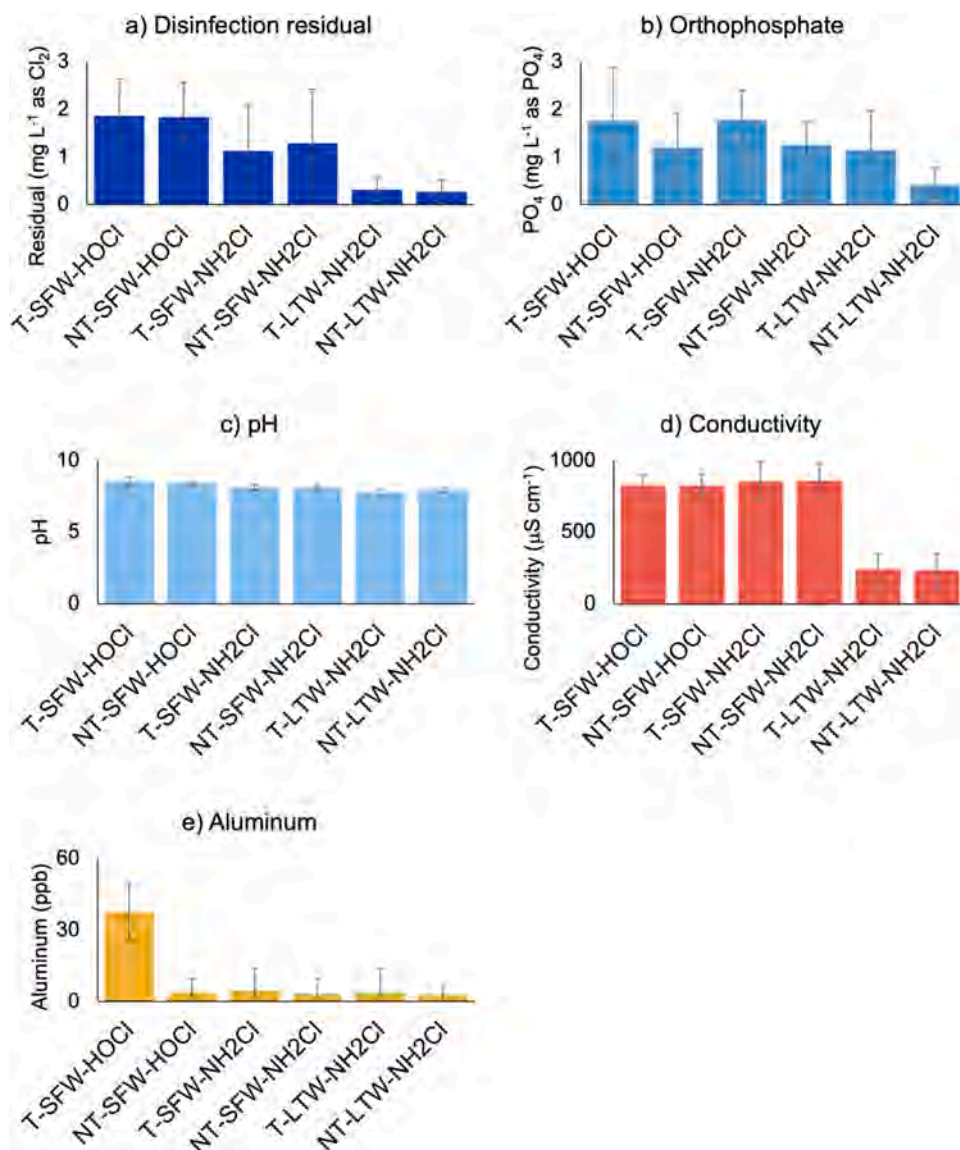 a) Disinfection residual
Residual (mg L⁻¹ as Cl₂)
3
2
1
0
T-SFW-HOCl
NT-SFW-HOCl
T-SFW-NH2Cl
NT-SFW-NH2Cl
T-LTW-NH2Cl
NT-LTW-NH2Cl
b) Orthophosphate
PO₄ (mg L⁻¹ as PO₄)
3
2
1
0
T-SFW-HOCl
NT-SFW-HOCl
T-SFW-NH2Cl
NT-SFW-NH2Cl
T-LTW-NH2Cl
NT-LTW-NH2Cl
c) pH
pH
10
5
0
T-SFW-HOCl
NT-SFW-HOCl
T-SFW-NH2Cl
NT-SFW-NH2Cl
T-LTW-NH2Cl
NT-LTW-NH2Cl
d) Conductivity
Conductivity (µS cm⁻¹)
1000
500
0
T-SFW-HOCl
NT-SFW-HOCl
T-SFW-NH2Cl
NT-SFW-NH2Cl
T-LTW-NH2Cl
NT-LTW-NH2Cl
e) Aluminum
Aluminum (ppb)
60
30
0
T-SFW-HOCl
NT-SFW-HOCl
T-SFW-NH2Cl
NT-SFW-NH2Cl
T-LTW-NH2Cl
NT-LTW-NH2Cl